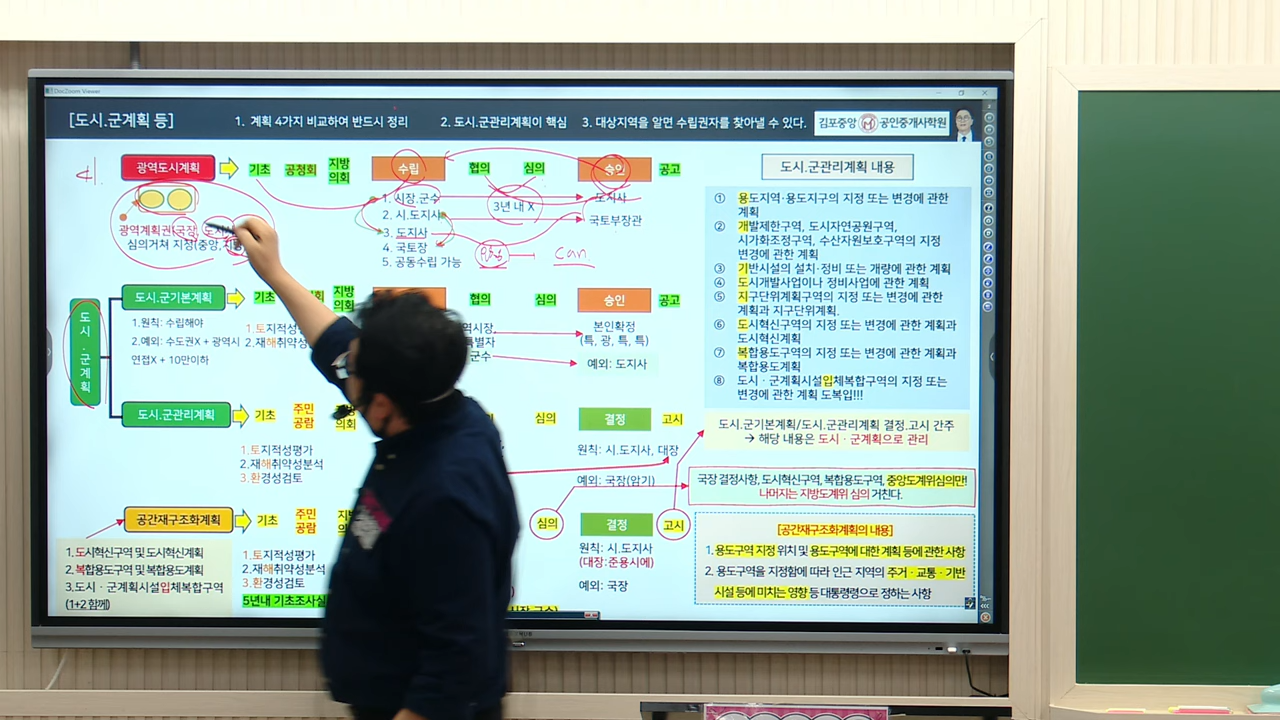 DocZoom Viewer
[도시.군계획 등]
1. 계획 4가지 비교하여 반드시 정리
2. 도시.군관리계획이 핵심
3. 대상지역을 알면 수립권자를 찾아낼 수 있다.
김포중앙 공인중개사학원
광역도시계획
기초
공청회
지방
의회
수립
협의
심의
승인
공고
1. 시장.군수
2. 시.도지사
3. 도지사
4. 국토장
5. 공동수립 가능
3년 내 X
도지사
국토부장관
can
광역계획권(국장,
심의거쳐 지정(중앙,
도시.군계획
도시.군기본계획
기초
지방
의회
협의
심의
승인
공고
1.원칙: 수립해야
2.예외: 수도권X + 광역시
연접X + 10만이하
1.토지적성평
2.재해취약성
군수
본인확정
(특, 광, 특, 특)
예외: 도지사
도시.군관리계획
기초
주민
공람
의회
심의
결정
고시
1.토지적성평가
2.재해취약성분석
3.환경성검토
원칙: 시.도지사, 대장
예외: 국장(암기)
공간재구조화계획
기초
주민
공람
심의
결정
고시
1. 도시혁신구역 및 도시혁신계획
2. 복합용도구역 및 복합용도계획
3.도시ㆍ군계획시설입체복합구역
(1+2 함께)
1.토지적성평가
2.재해취약성분석
3.환경성검토
5년내 기초조사실
원칙: 시.도지사
(대장:준용시에)
예외: 국장
도시.군관리계획 내용
① 용도지역·용도지구의 지정 또는 변경에 관한
계획
② 개발제한구역, 도시자연공원구역,
시가화조정구역, 수산자원보호구역의 지정
변경에 관한 계획
③ 기반시설의 설치·정비 또는 개량에 관한 계획
④ 도시개발사업이나 정비사업에 관한 계획
⑤ 지구단위계획구역의 지정 또는 변경에 관한
계획과 지구단위계획.
⑥ 도시혁신구역의 지정 또는 변경에 관한 계획과
도시혁신계획
⑦ 복합용도구역의 지정 또는 변경에 관한 계획과
복합용도계획
⑧ 도시ㆍ군계획시설입체복합구역의 지정 또는
변경에 관한 계획 도복입!!!
도시.군기본계획/도시.군관리계획 결정.고시 간주
→ 해당 내용은 도시ㆍ군계획으로 관리
국장 결정사항, 도시혁신구역, 복합용도구역, 중앙도계위심의만!
나머지는 지방도계위 심의 거친다.
[공간재구조화계획의 내용]
1. 용도구역 지정 위치 및 용도구역에 대한 계획 등에 관한 사항
2. 용도구역을 지정함에 따라 인근 지역의 주거ㆍ교통ㆍ기반
시설 등에 미치는 영향 등 대통령령으로 정하는 사항